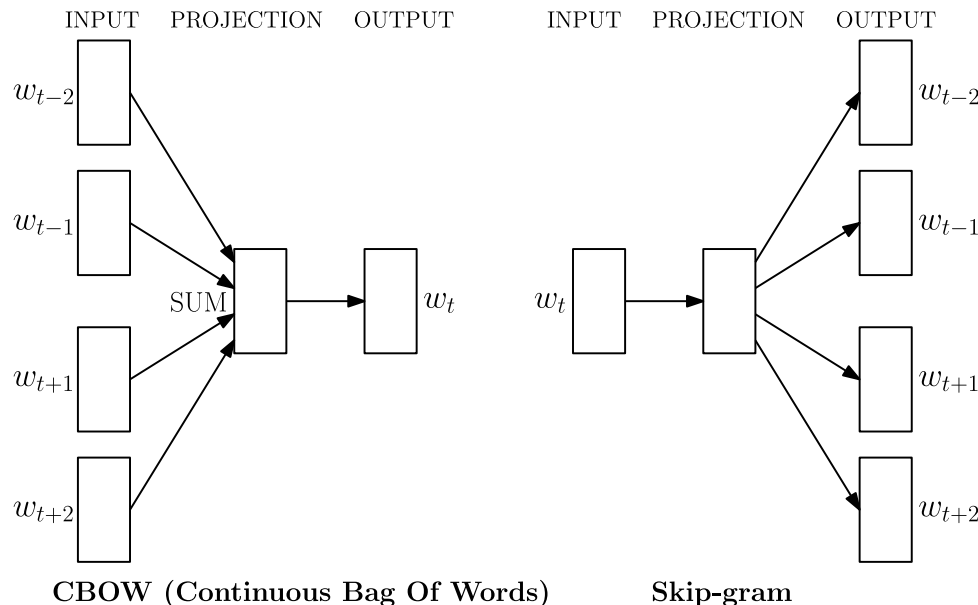 INPUT PROJECTION OUTPUT INPUT PROJECTION OUTPUT
w_{t-2} w_{t-2}
w_{t-1} w_{t-1}
SUM w_t w_t
w_{t+1} w_{t+1}
w_{t+2} w_{t+2}
CBOW (Continuous Bag Of Words) Skip-gram